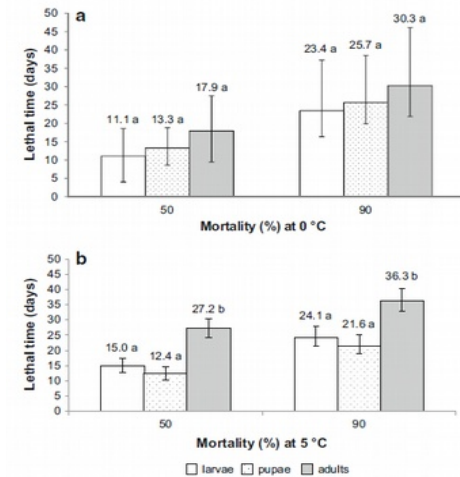 a
Lethal time (days)
50
45
40
35
30
25
20
15
10
5
0
11.1 a
13.3 a
17.9 a
23.4 a
25.7 a
30.3 a
50
90
Mortality (%) at 0 °C
b
Lethal time (days)
50
45
40
35
30
25
20
15
10
5
0
15.0 a
12.4 a
27.2 b
24.1 a
21.6 a
36.3 b
50
90
Mortality (%) at 5 °C
larvae pupae adults